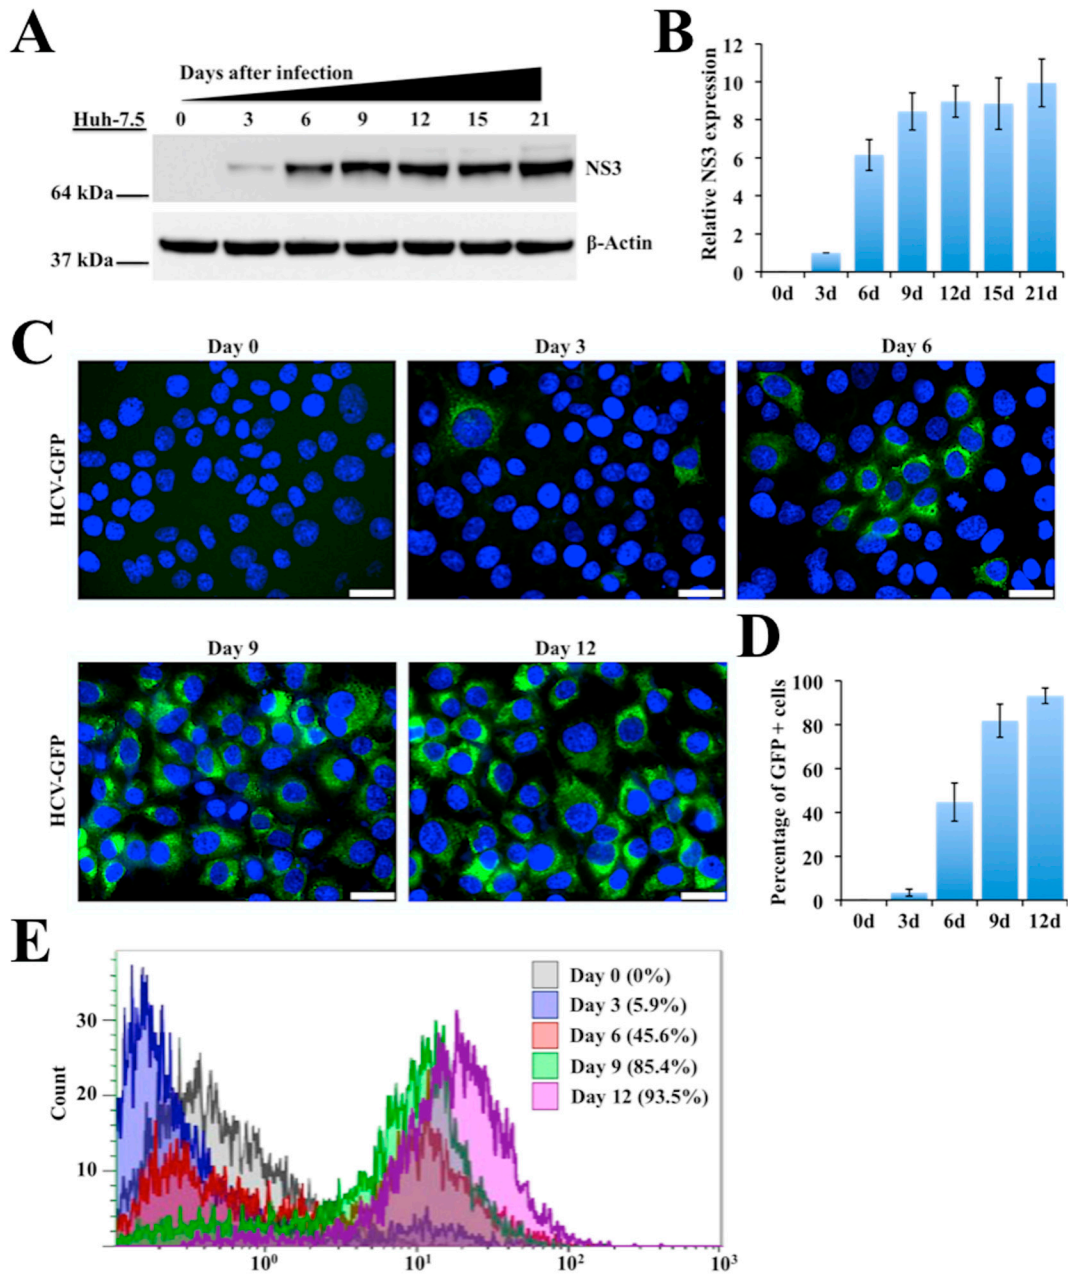 A
Days after infection
Huh-7.5 0 3 6 9 12 15 21
NS3
64 kDa
β-Actin
37 kDa
B
Relative NS3 expression
12
10
8
6
4
2
0
0d 3d 6d 9d 12d 15d 21d
C
Day 0 Day 3 Day 6
HCV-GFP
Day 9 Day 12
HCV-GFP
D
Percentage of GFP + cells
100
80
60
40
20
0
0d 3d 6d 9d 12d
E
Count
30
20
10
Day 0 (0%)
Day 3 (5.9%)
Day 6 (45.6%)
Day 9 (85.4%)
Day 12 (93.5%)
10⁰ 10¹ 10² 10³